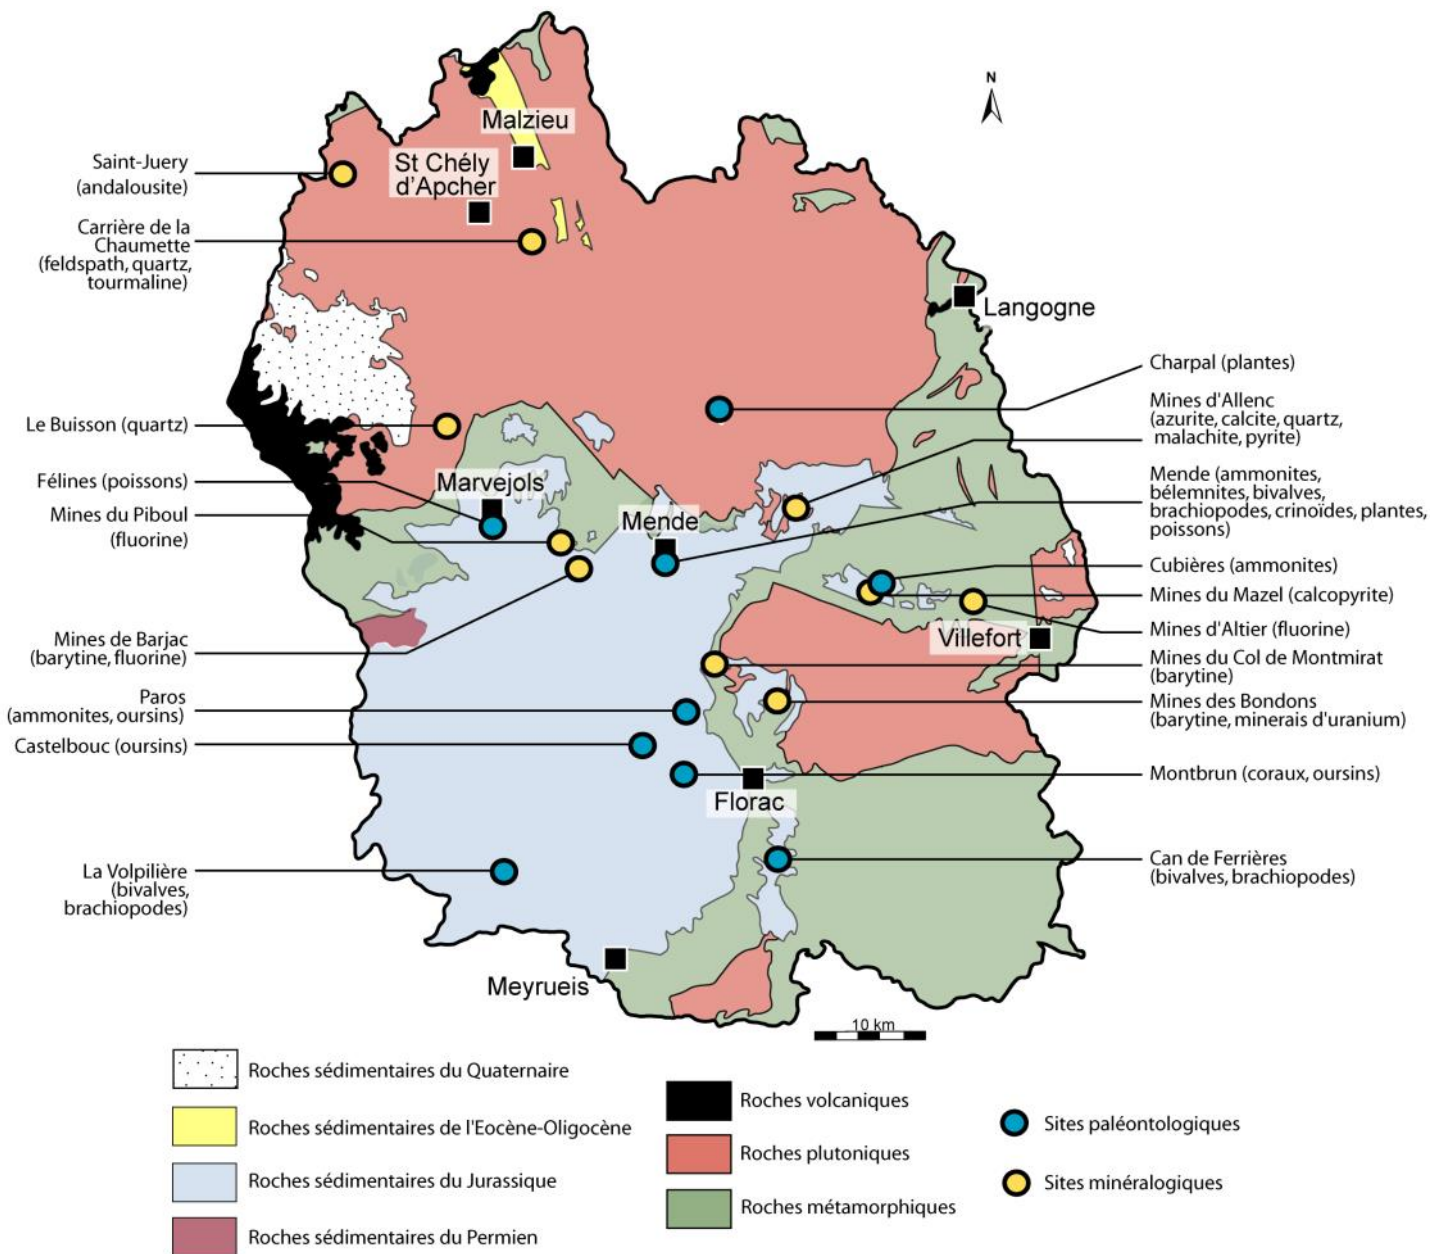 N
Malzieu
St Chély
d'Apcher
Langogne
Marvejols
Mende
Villefort
Florac
Meyrueis
10 km
Saint-Juery
(andalousite)
Carrière de la
Chaumette
(feldspath, quartz,
tourmaline)
Le Buisson (quartz)
Félines (poissons)
Mines du Piboul
(fluorine)
Mines de Barjac
(barytine, fluorine)
Paros
(ammonites, oursins)
Castelbouc (oursins)
La Volpilière
(bivalves,
brachiopodes)
Charpal (plantes)
Mines d'Allenc
(azurite, calcite, quartz,
malachite, pyrite)
Mende (ammonites,
bélemnites, bivalves,
brachiopodes, crinoïdes, plantes,
poissons)
Cubières (ammonites)
Mines du Mazel (calcopyrite)
Mines d'Altier (fluorine)
Mines du Col de Montmirat
(barytine)
Mines des Bondons
(barytine, minerais d'uranium)
Montbrun (coraux, oursins)
Can de Ferrières
(bivalves, brachiopodes)
Roches sédimentaires du Quaternaire
Roches sédimentaires de l'Eocène-Oligocène
Roches sédimentaires du Jurassique
Roches sédimentaires du Permien
Roches volcaniques
Roches plutoniques
Roches métamorphiques
Sites paléontologiques
Sites minéralogiques